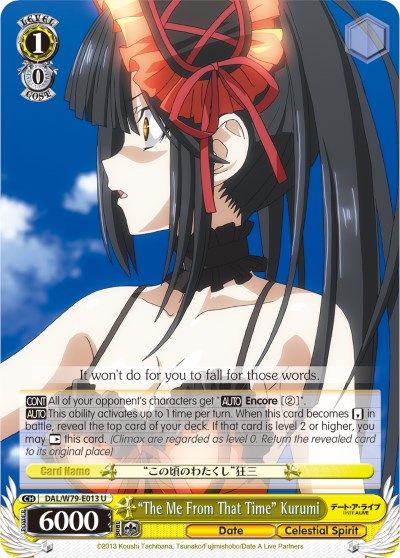 LEVEL
1
0
COST
It won't do for you to fall for those words.
CONT All of your opponent's characters get "AUTO Encore [②]".
AUTO This ability activates up to 1 time per turn. When this card becomes
in battle, reveal the top card of your deck. If that card is level 2 or higher, you
may this card. (Climax are regarded as level 0. Return the revealed card
to its original place)
Card Name “この頃のわたくし”狂三
CH DAL/W79-E013 U
“The Me From That Time” Kurumi
デート・ア・ライブ
DATE A LIVE
POWER 6000 SOUL Date Celestial Spirit
©2013 Koushi Tachibana, Tsunako/Fujimishobo/Date A Live Partners